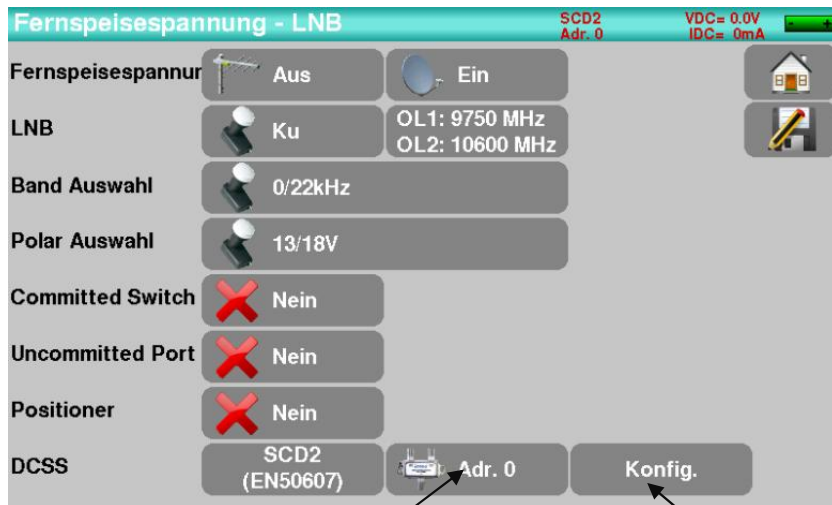 Fernspeisespannung - LNB
SCD2
Adr. 0
VDC= 0.0V
IDC= 0mA
Fernspeisespannur
Aus
Ein
LNB
Ku
OL1: 9750 MHz
OL2: 10600 MHz
Band Auswahl
0/22kHz
Polar Auswahl
13/18V
Committed Switch
Nein
Uncommitted Port
Nein
Positioner
Nein
DCSS
SCD2
(EN50607)
Adr. 0
Konfig.